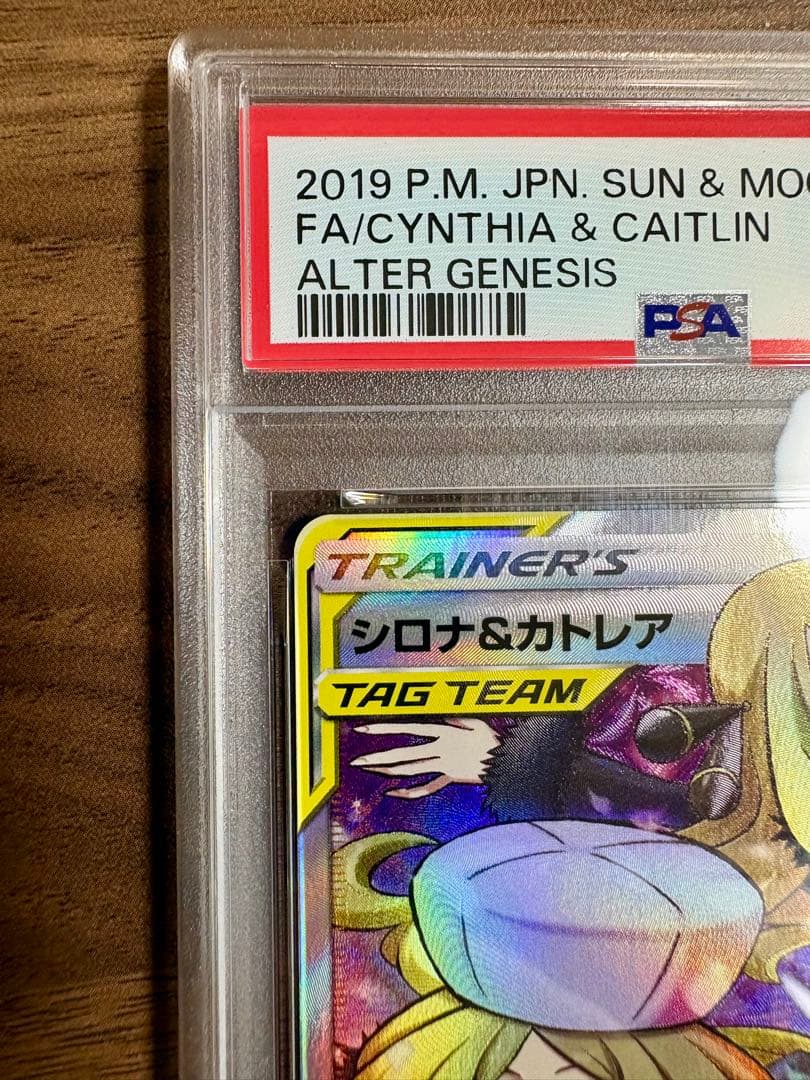 2019 P.M. JPN. SUN & MOO
FA/CYNTHIA & CAITLIN
ALTER GENESIS
PSA
TRAINER'S
シロナ&カトレア
TAG TEAM